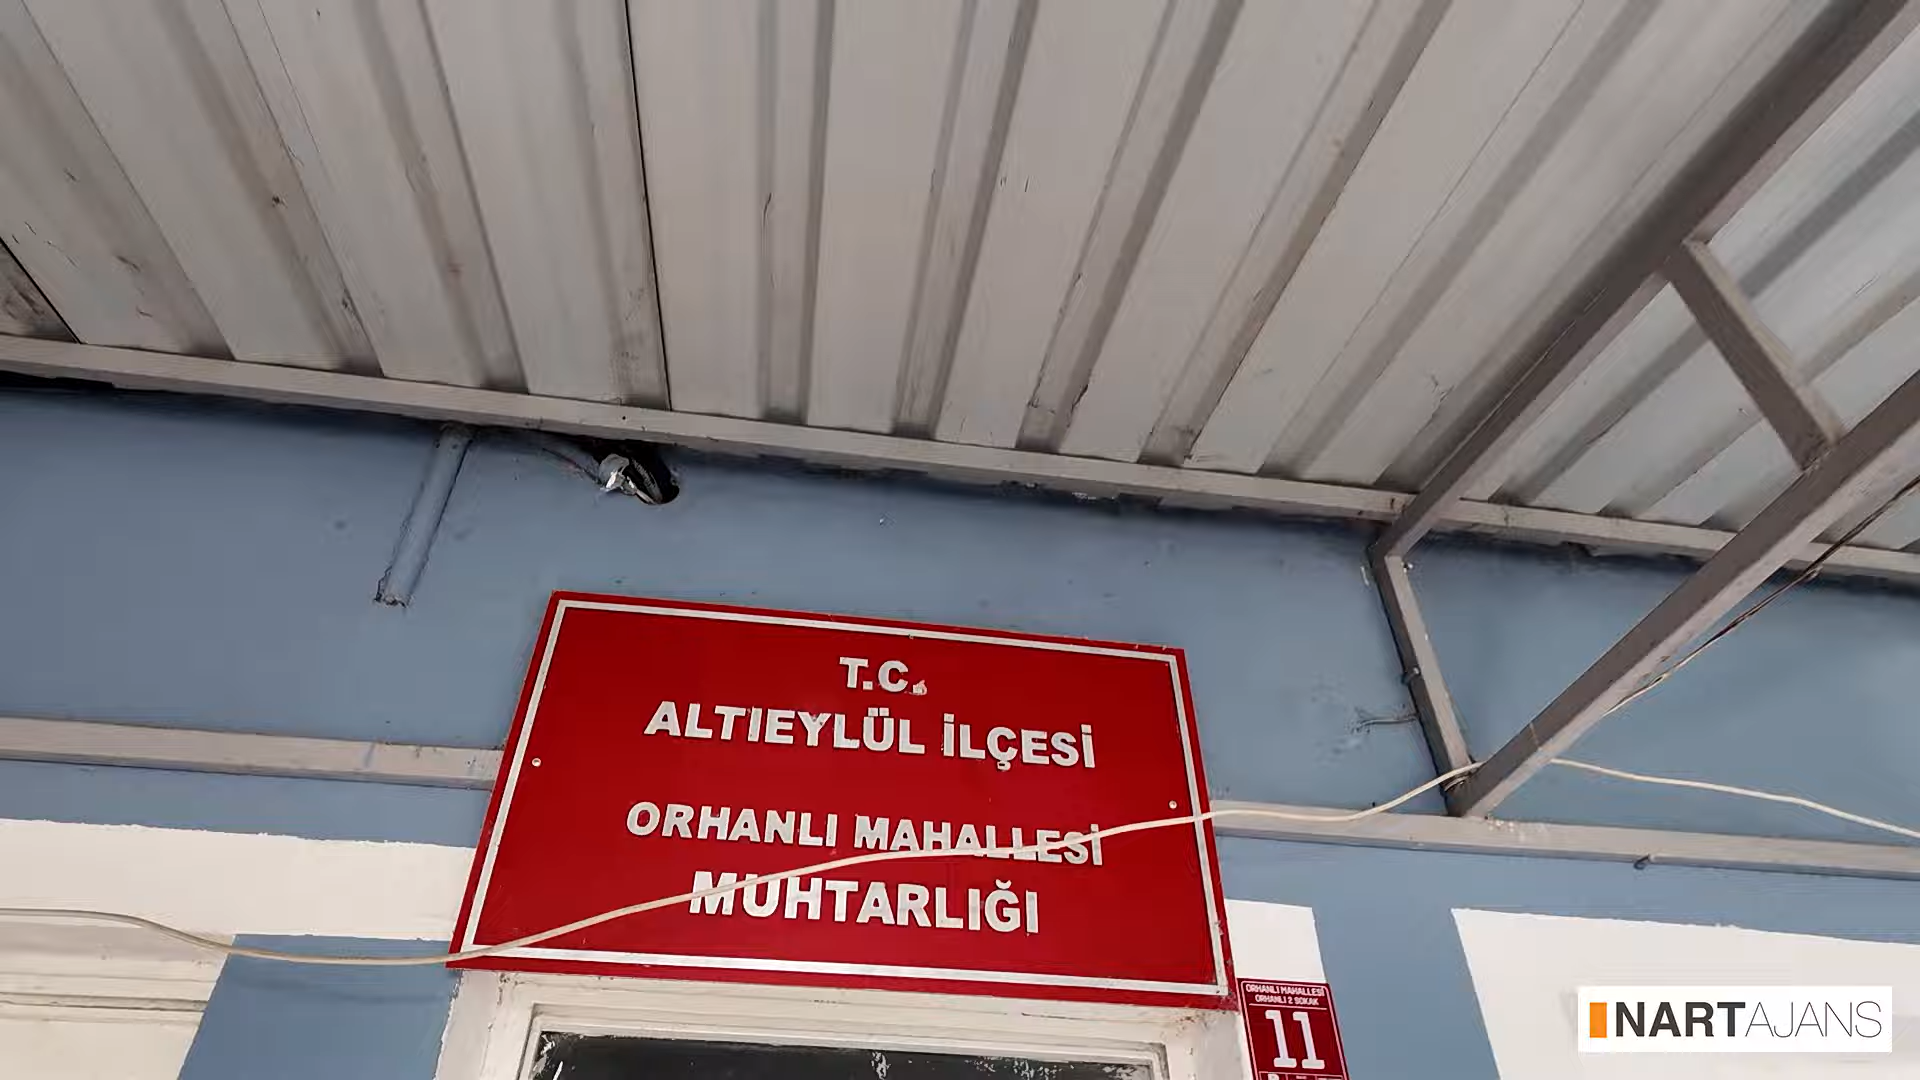 T.C.
ALTIEYLÜL İLÇESİ
ORHANLI MAHALLESİ
MUHTARLIĞI
ORHANLI MAHALLESİ
ORHANLI 2 SOKAK
11
NARTAJANS